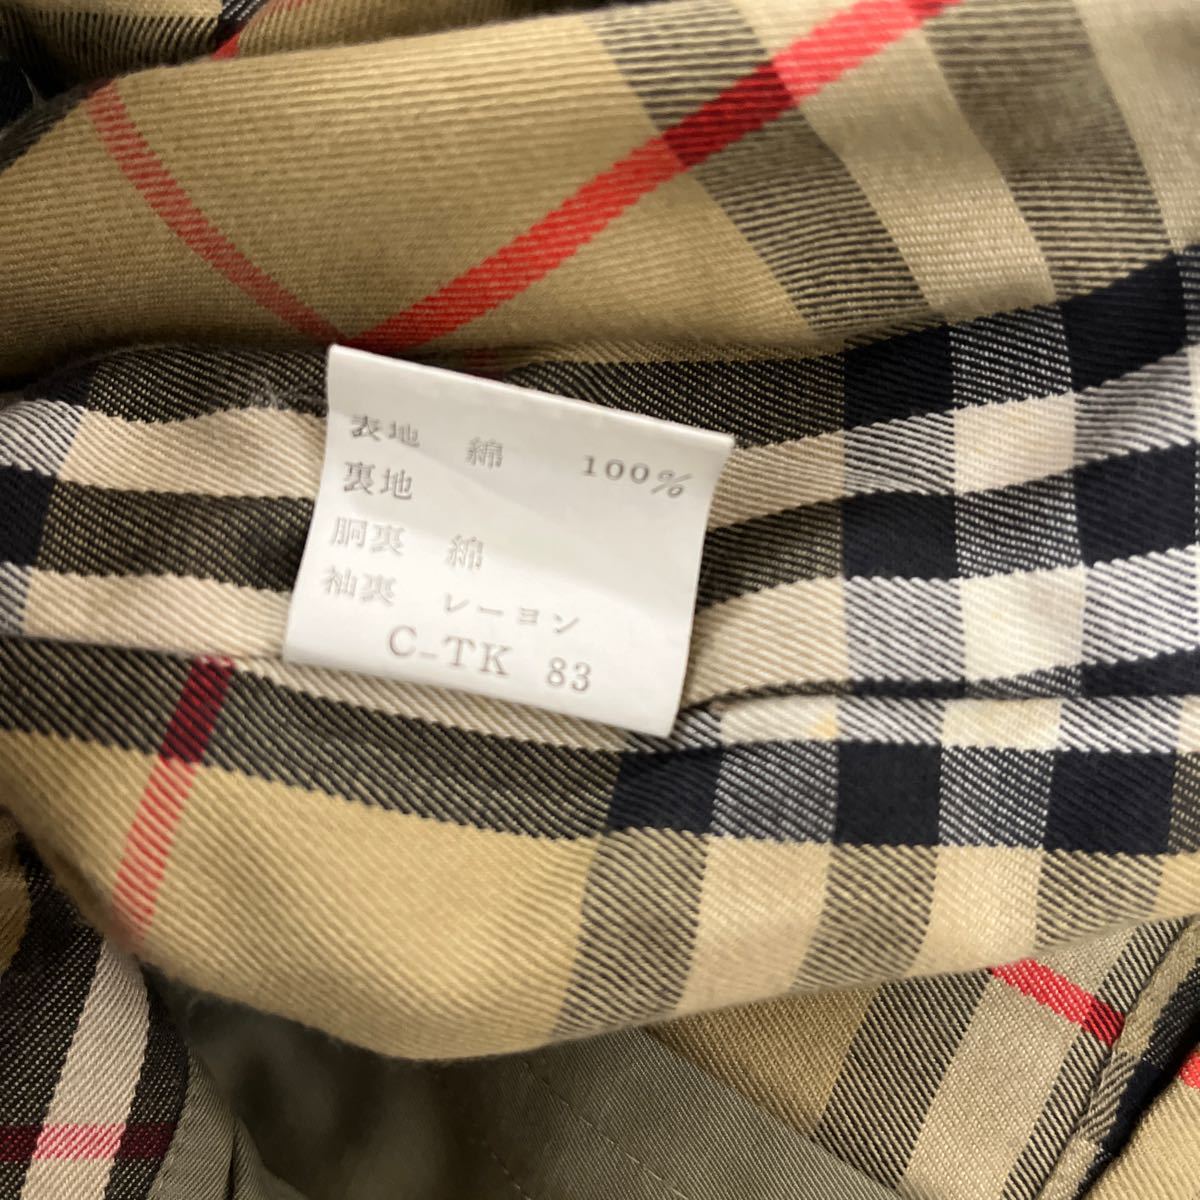 表地 綿 100%
裏地
胴裏 綿
袖裏 レーヨン
C-TK 83